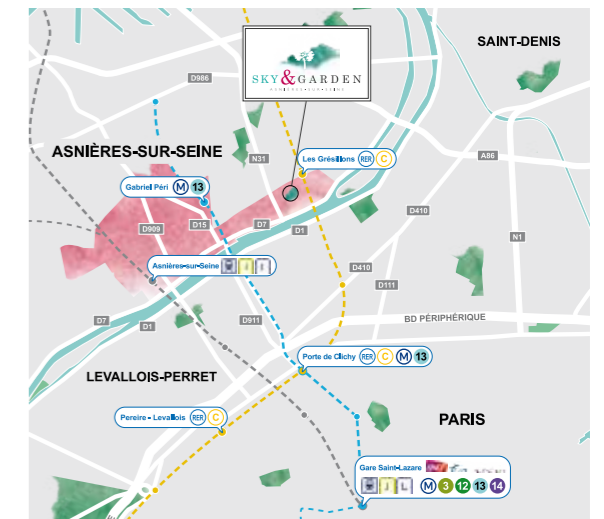 SAINT-DENIS
SKY&GARDEN
ASNIÈRES-SUR-SEINE
D986
ASNIÈRES-SUR-SEINE
N31
Les Grésillons RER C
A86
Gabriel Péri M 13
D410
D15
D7
D1
D909
N1
Asnières-sur-Seine J L
D410
D111
D7
D1
D911
BD PÉRIPHÉRIQUE
Porte de Clichy RER C M 13
LEVALLOIS-PERRET
Pereire - Levallois RER C
PARIS
Gare Saint-Lazare
J L M 3 12 13 14